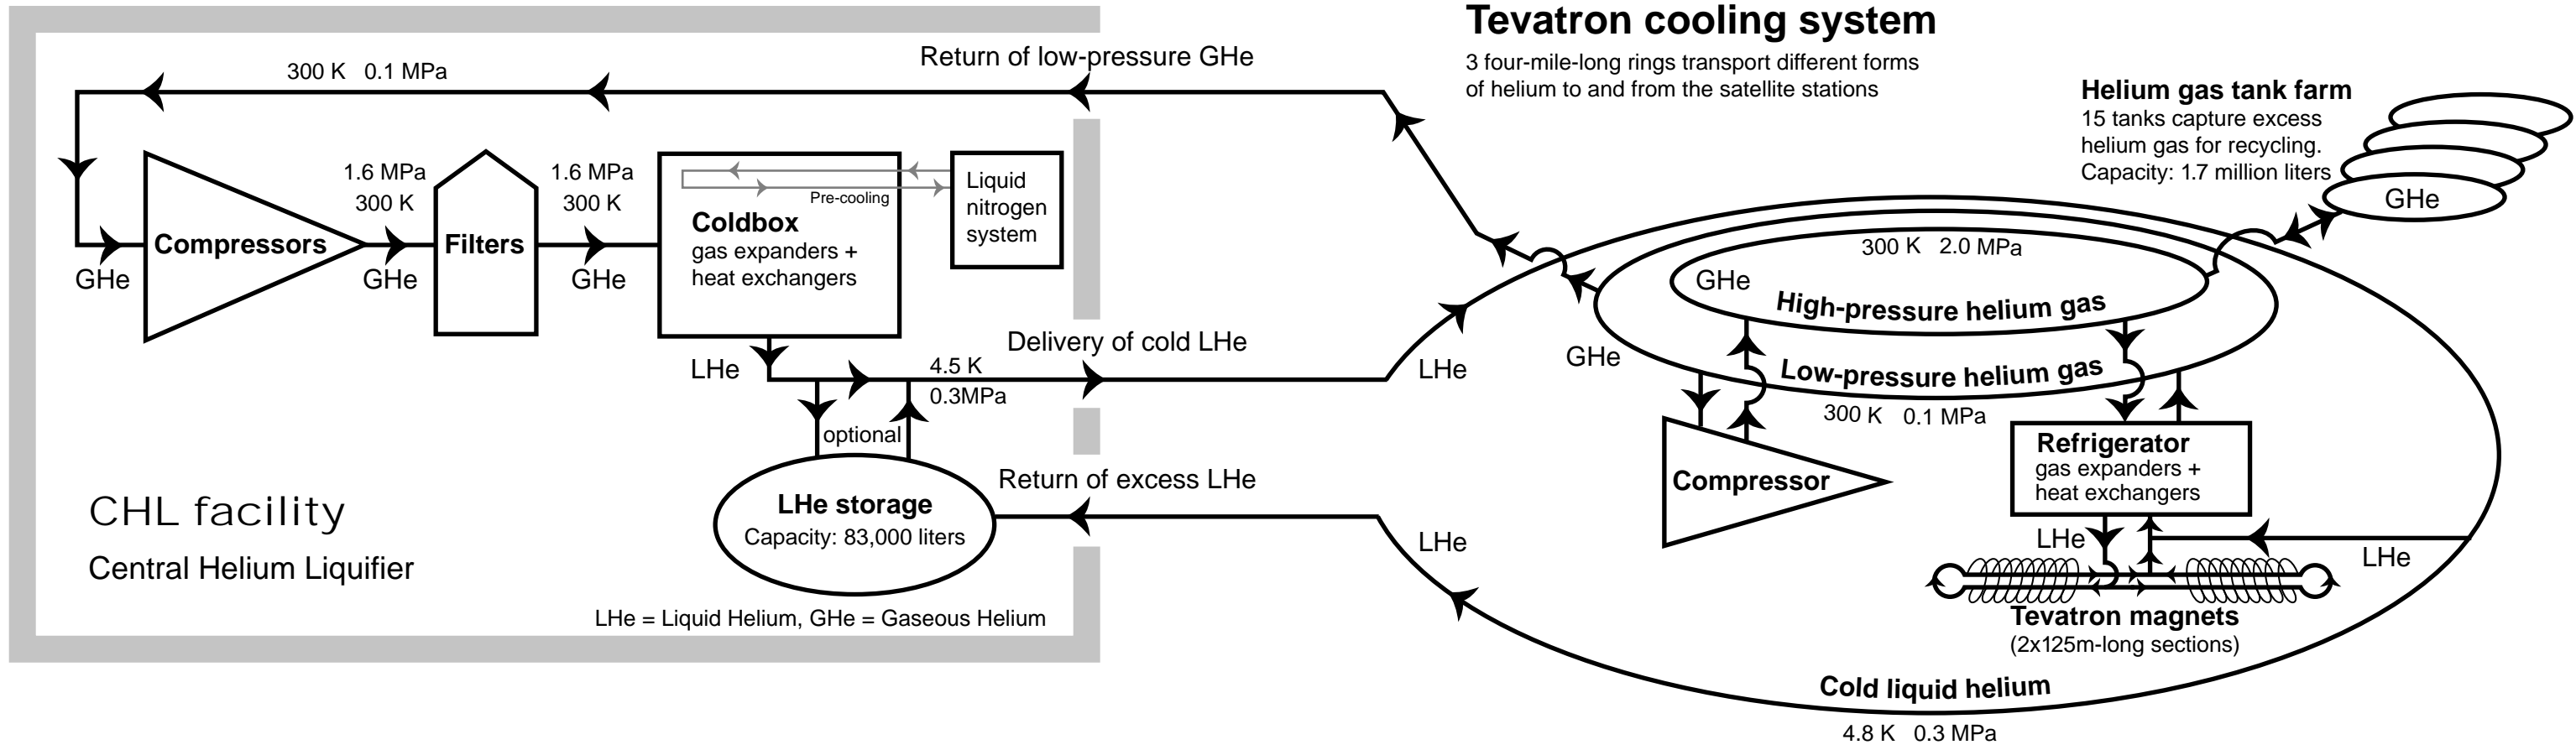 Tevatron cooling system
3 four-mile-long rings transport different forms
of helium to and from the satellite stations
Return of low-pressure GHe
300 K   0.1 MPa
Helium gas tank farm
15 tanks capture excess
helium gas for recycling.
Capacity: 1.7 million liters
GHe
1.6 MPa
300 K
1.6 MPa
300 K
Compressors
Filters
GHe
GHe
GHe
Pre-cooling
Coldbox
gas expanders +
heat exchangers
Liquid
nitrogen
system
LHe
4.5 K
0.3MPa
Delivery of cold LHe
LHe
optional
LHe storage
Capacity: 83,000 liters
Return of excess LHe
LHe
CHL facility
Central Helium Liquifier
LHe = Liquid Helium, GHe = Gaseous Helium
300 K   2.0 MPa
GHe
High-pressure helium gas
GHe
Low-pressure helium gas
300 K   0.1 MPa
Compressor
Refrigerator
gas expanders +
heat exchangers
LHe
LHe
Tevatron magnets
(2x125m-long sections)
Cold liquid helium
4.8 K   0.3 MPa